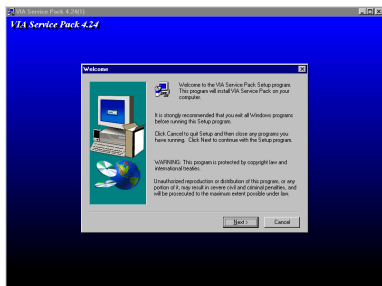 VIA Service Pack 4.24(1)
VIA Service Pack 4.24
Welcome
Welcome to the VIA Service Pack Setup program.
This program will install VIA Service Pack on your
computer.
It is strongly recommended that you exit all Windows programs
before running this Setup program.
Click Cancel to quit Setup and then close any programs you
have running. Click Next to continue with the Setup program.
WARNING: This program is protected by copyright law and
international treaties.
Unauthorized reproduction or distribution of this program, or any
portion of it, may result in severe civil and criminal penalties, and
will be prosecuted to the maximum extent possible under law.
Next >
Cancel